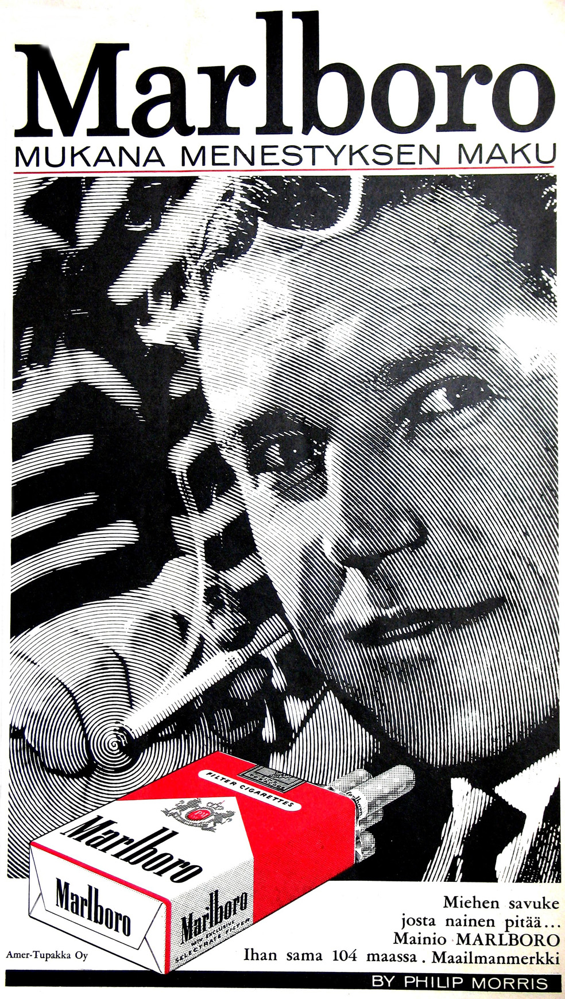 Marlboro
MUKANA MENESTYKSEN MAKU
FILTER CIGARETTES
Marlboro
Marlboro
Marlboro
WITH EXCLUSIVE
SELECTRATE FILTER
Marlboro
Miehen savuke
josta nainen pitää...
Mainio MARLBORO
Ihan sama 104 maassa. Maailmanmerkki
Amer-Tupakka Oy
BY PHILIP MORRIS